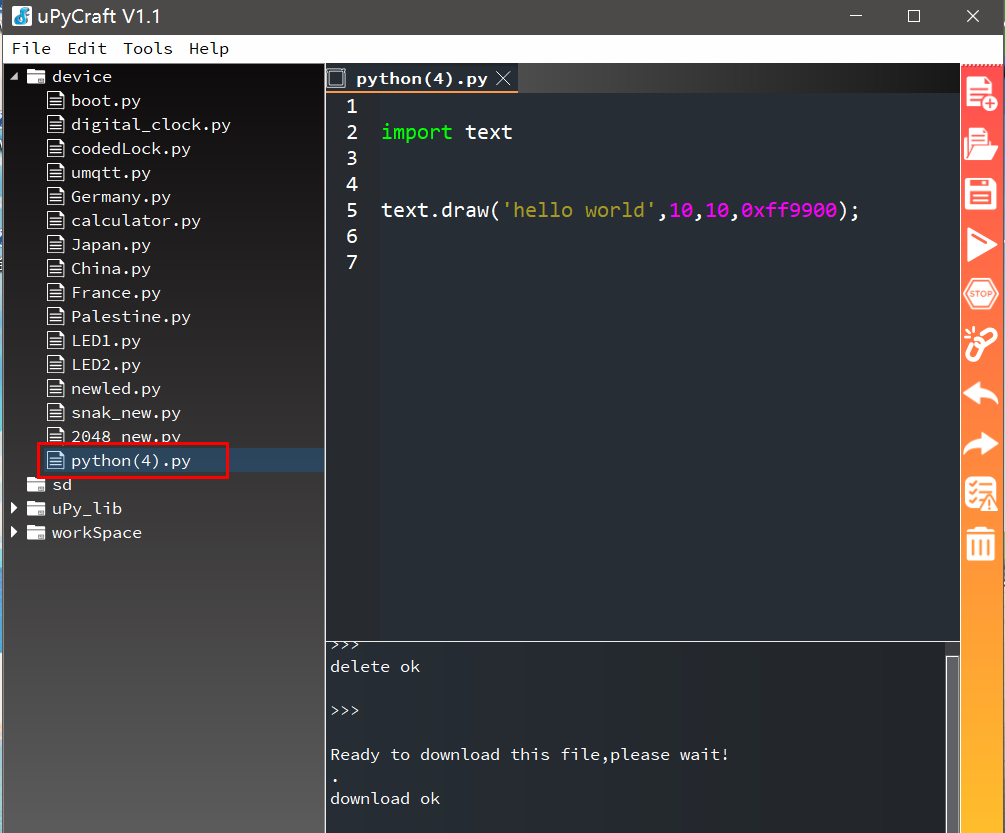 uPyCraft V1.1
File Edit Tools Help
device
boot.py
digital_clock.py
codedLock.py
umqtt.py
Germany.py
calculator.py
Japan.py
China.py
France.py
Palestine.py
LED1.py
LED2.py
newled.py
snak_new.py
2048_new.py
python(4).py
sd
uPy_lib
workSpace
python(4).py
1
2 import text
3
4
5 text.draw('hello world',10,10,0xff9900);
6
7
>>>
delete ok
>>>
Ready to download this file,please wait!
.
download ok
STOP